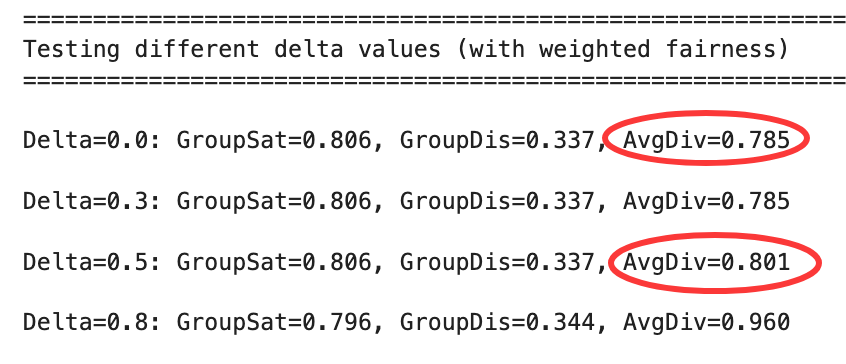 ======================================================
Testing different delta values (with weighted fairness)
======================================================
Delta=0.0: GroupSat=0.806, GroupDis=0.337, AvgDiv=0.785
Delta=0.3: GroupSat=0.806, GroupDis=0.337, AvgDiv=0.785
Delta=0.5: GroupSat=0.806, GroupDis=0.337, AvgDiv=0.801
Delta=0.8: GroupSat=0.796, GroupDis=0.344, AvgDiv=0.960